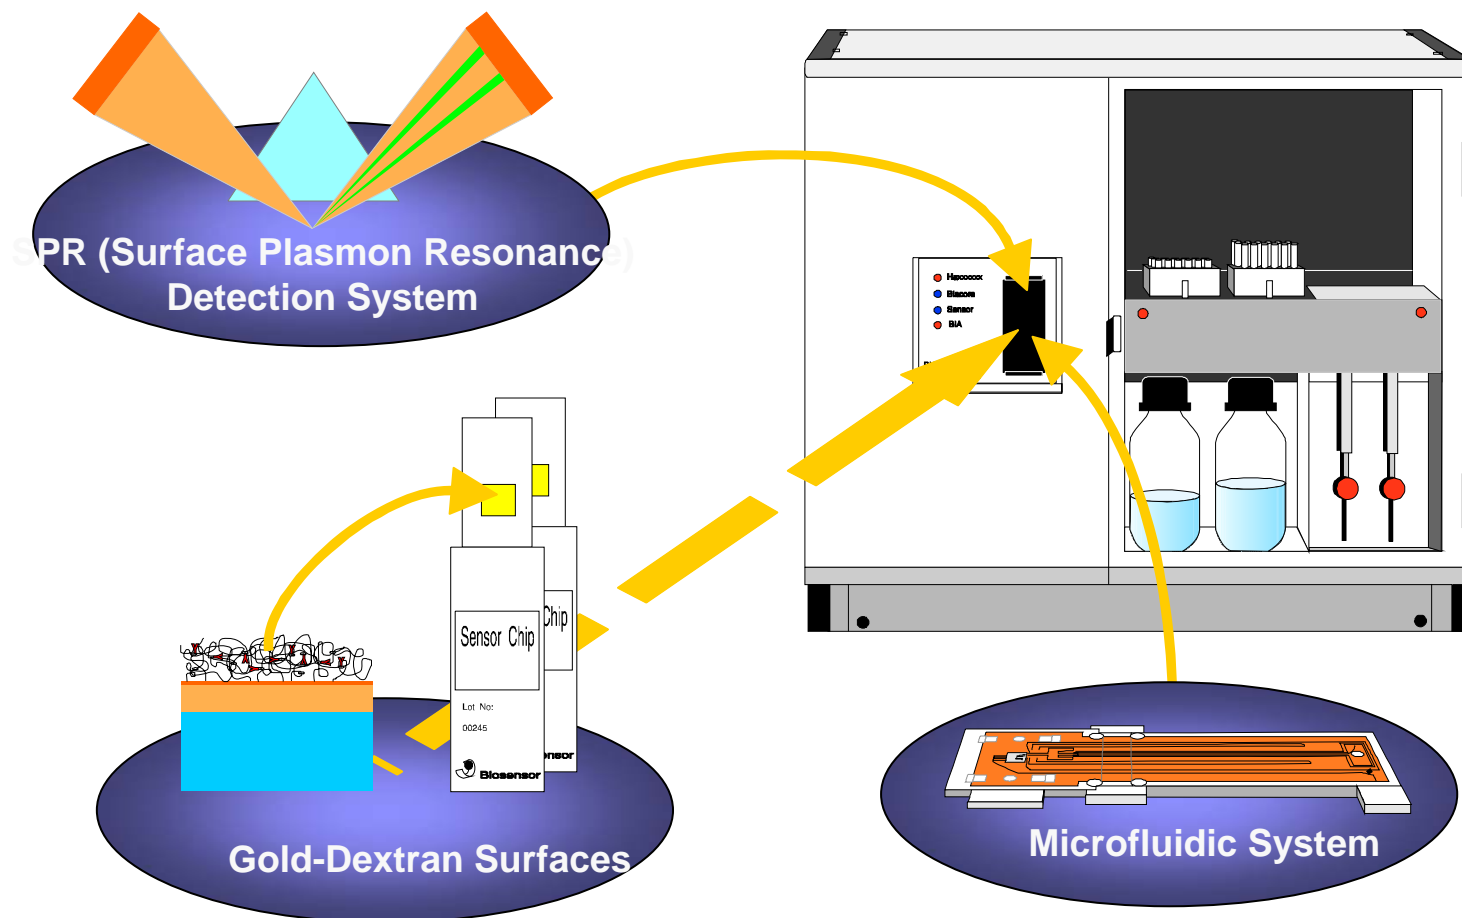 SPR (Surface Plasmon Resonance)
Detection System
Biacore
Sensor
BIA
Sensor Chip
Chip
Lot No:
00245
Biosensor
Gold-Dextran Surfaces
Microfluidic System